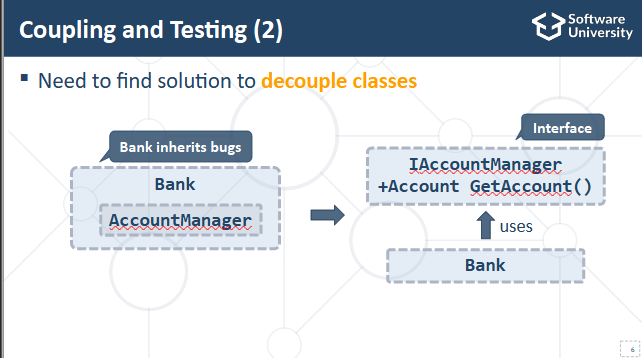 Coupling and Testing (2)
Software
University
▪ Need to find solution to decouple classes
Bank inherits bugs
Bank
AccountManager
Interface
IAccountManager
+Account GetAccount()
uses
Bank
6